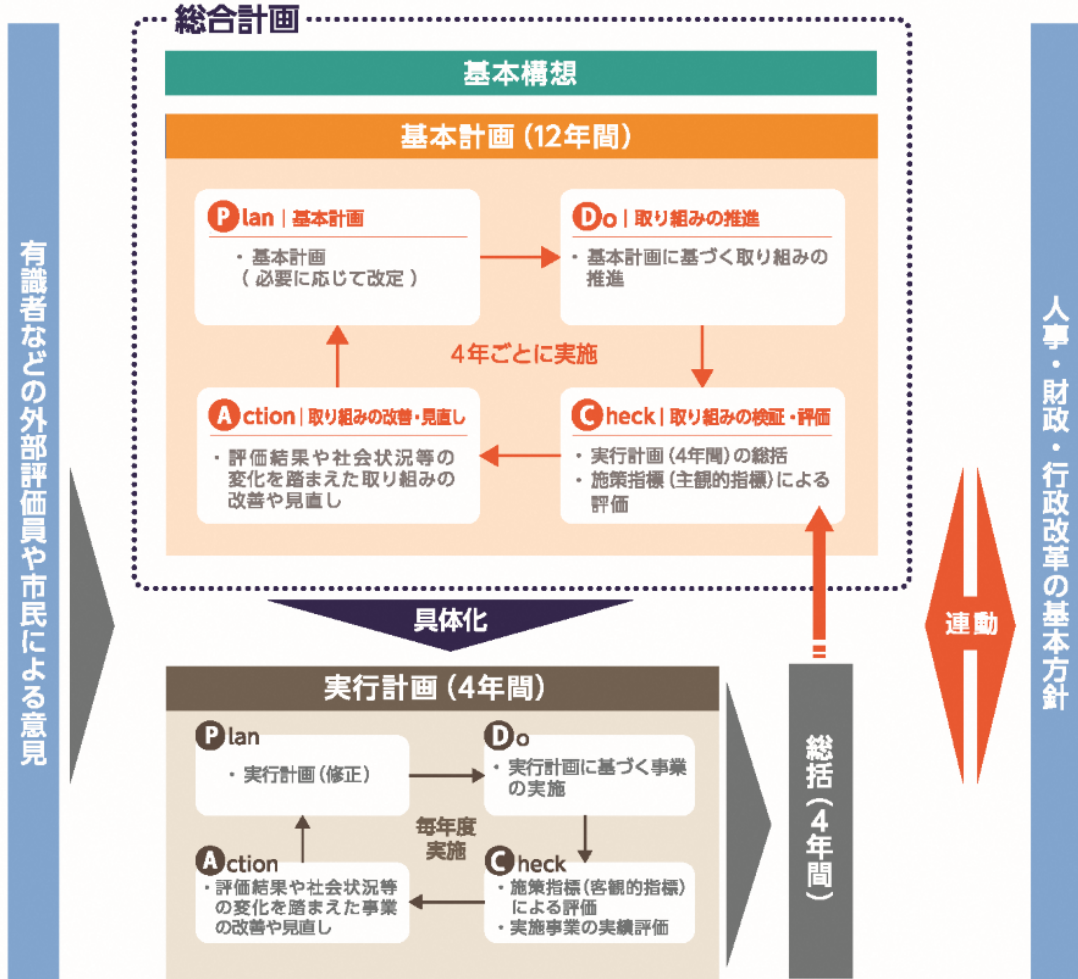 総合計画
基本構想
基本計画（12年間）
Plan｜基本計画
・基本計画
（必要に応じて改定）
Do｜取り組みの推進
・基本計画に基づく取り組みの
推進
4年ごとに実施
Action｜取り組みの改善・見直し
・評価結果や社会状況等の
変化を踏まえた取り組みの
改善や見直し
Check｜取り組みの検証・評価
・実行計画（4年間）の総括
・施策指標（主観的指標）による
評価
有識者などの外部評価員や市民による意見
人事・財政・行政改革の基本方針
連動
具体化
実行計画（4年間）
Plan
・実行計画（修正）
Do
・実行計画に基づく事業
の実施
毎年度
実施
Action
・評価結果や社会状況等
の変化を踏まえた事業
の改善や見直し
Check
・施策指標（客観的指標）
による評価
・実施事業の実績評価
総括（4年間）